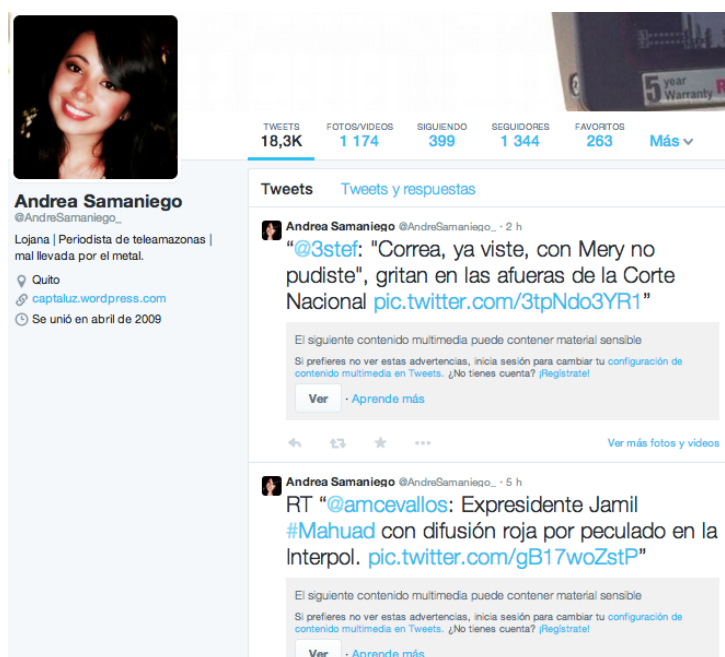 5 year
Warranty
TWEETS
18,3K
FOTOS/VIDEOS
1 174
SIGUIENDO
399
SEGUIDORES
1 344
FAVORITOS
263
Más
Andrea Samaniego
@AndreSamaniego_
Lojana | Periodista de teleamazonas |
mal llevada por el metal.
Quito
captaluz.wordpress.com
Se unió en abril de 2009
Tweets Tweets y respuestas
Andrea Samaniego @AndreSamaniego_ · 2 h
“@3stef: "Correa, ya viste, con Mery no
pudiste", gritan en las afueras de la Corte
Nacional pic.twitter.com/3tpNdo3YR1”
El siguiente contenido multimedia puede contener material sensible
Si prefieres no ver estas advertencias, inicia sesión para cambiar tu configuración de
contenido multimedia en Tweets. ¿No tienes cuenta? ¡Regístrate!
Ver · Aprende más
Ver más fotos y videos
Andrea Samaniego @AndreSamaniego_ · 5 h
RT “@amcevallos: Expresidente Jamil
#Mahuad con difusión roja por peculado en la
Interpol. pic.twitter.com/gB17woZstP”
El siguiente contenido multimedia puede contener material sensible
Si prefieres no ver estas advertencias, inicia sesión para cambiar tu configuración de
contenido multimedia en Tweets. ¿No tienes cuenta? ¡Regístrate!
Ver · Aprende más